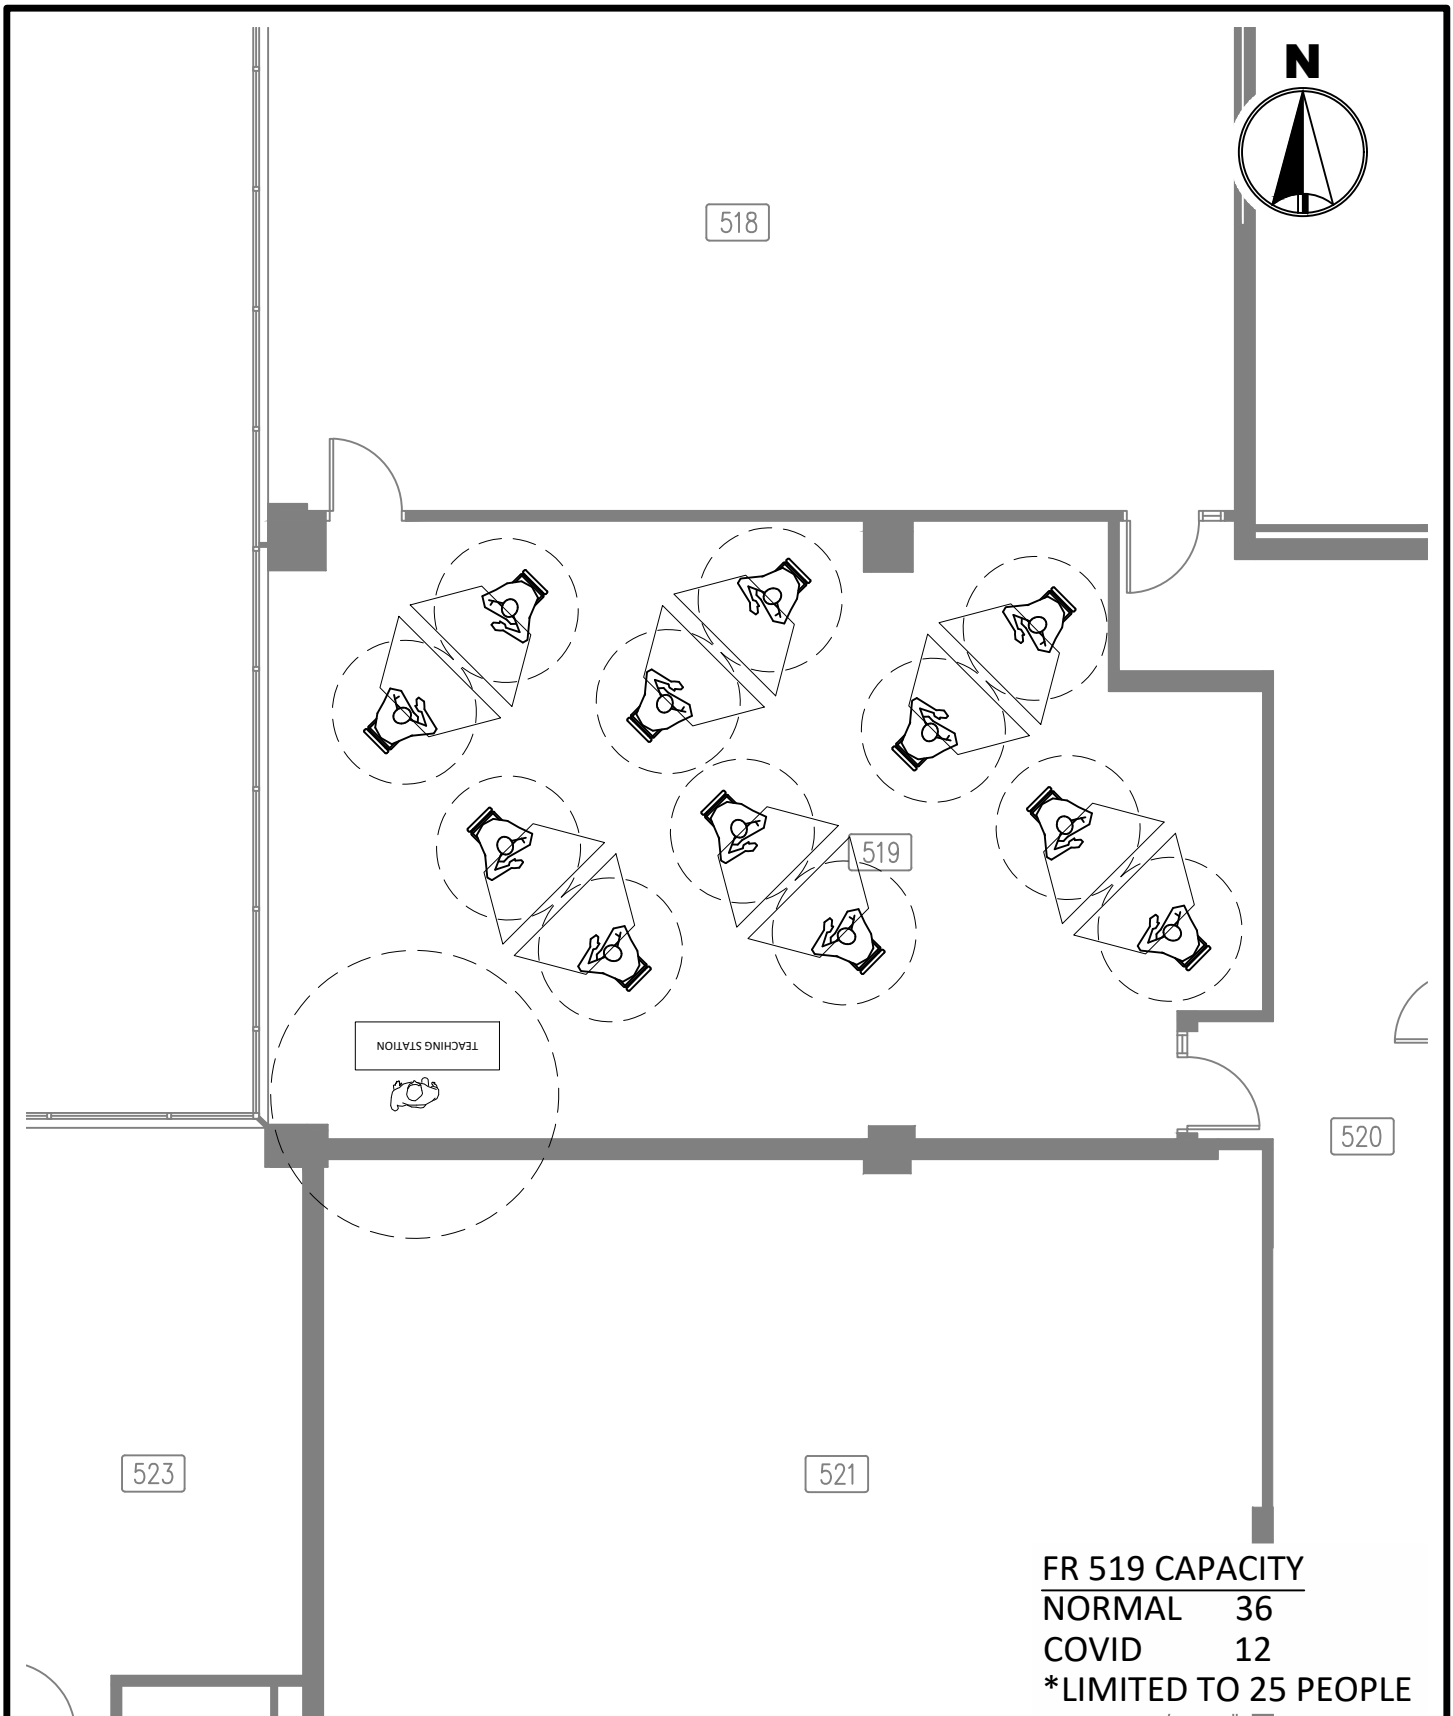 N
518
519
TEACHING STATION
520
523
521
FR 519 CAPACITY
NORMAL 36
COVID 12
*LIMITED TO 25 PEOPLE